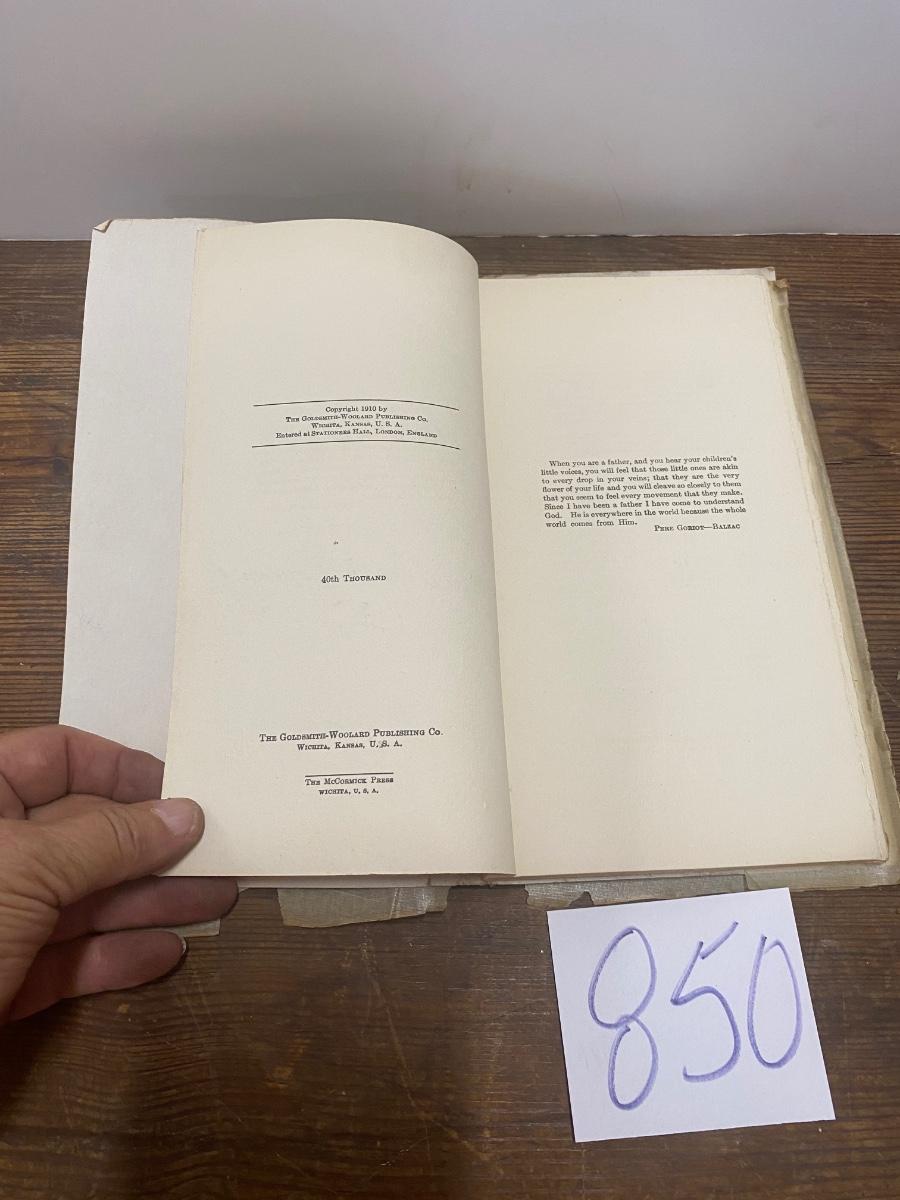 Copyright 1910 by
THE GOLDSMITH-WOOLARD PUBLISHING CO.
WICHITA, KANSAS, U. S. A.
Entered at STATIONERS HALL, LONDON, ENGLAND
40th THOUSAND
THE GOLDSMITH-WOOLARD PUBLISHING CO.
WICHITA, KANSAS, U. S. A.
THE MCCORMICK PRESS
WICHITA, U. S. A.
When you are a father, and you hear your children's
little voices, you will feel that those little ones are akin
to every drop in your veins; that they are the very
flower of your life and you will cleave so closely to them
that you seem to feel every movement that they make.
Since I have been a father I have come to understand
God. He is everywhere in the world because the whole
world comes from Him. PERE GORIOT—BALZAC
850